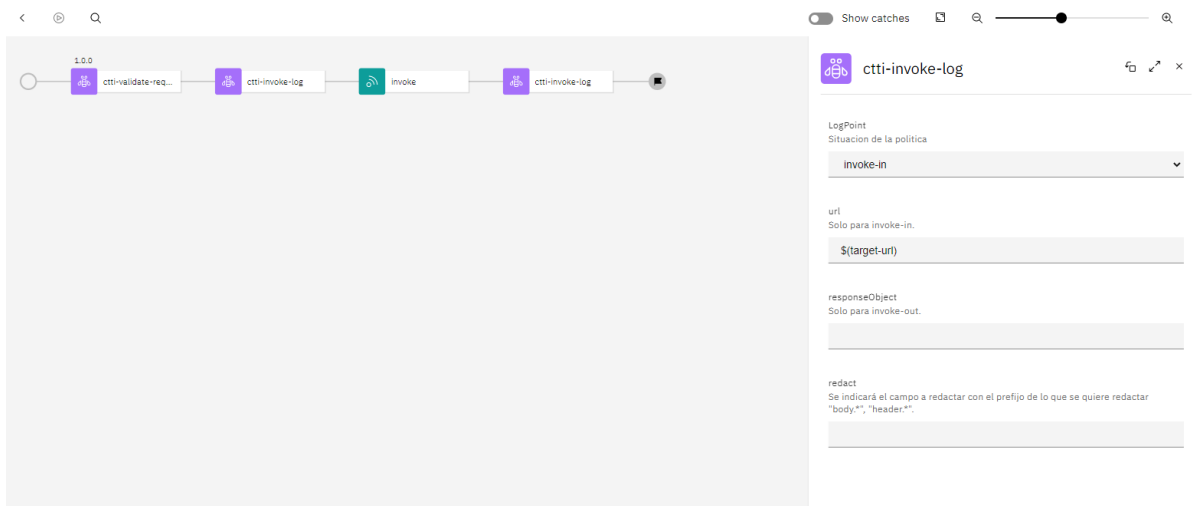 Show catches
1.0.0
ctti-validate-req...
ctti-invoke-log
invoke
ctti-invoke-log
ctti-invoke-log
LogPoint
Situacion de la política
invoke-in
url
Solo para invoke-in.
$(target-url)
responseObject
Solo para invoke-out.
redact
Se indicará el campo a redactar con el prefijo de lo que se quiere redactar
"body.*", "header.*".